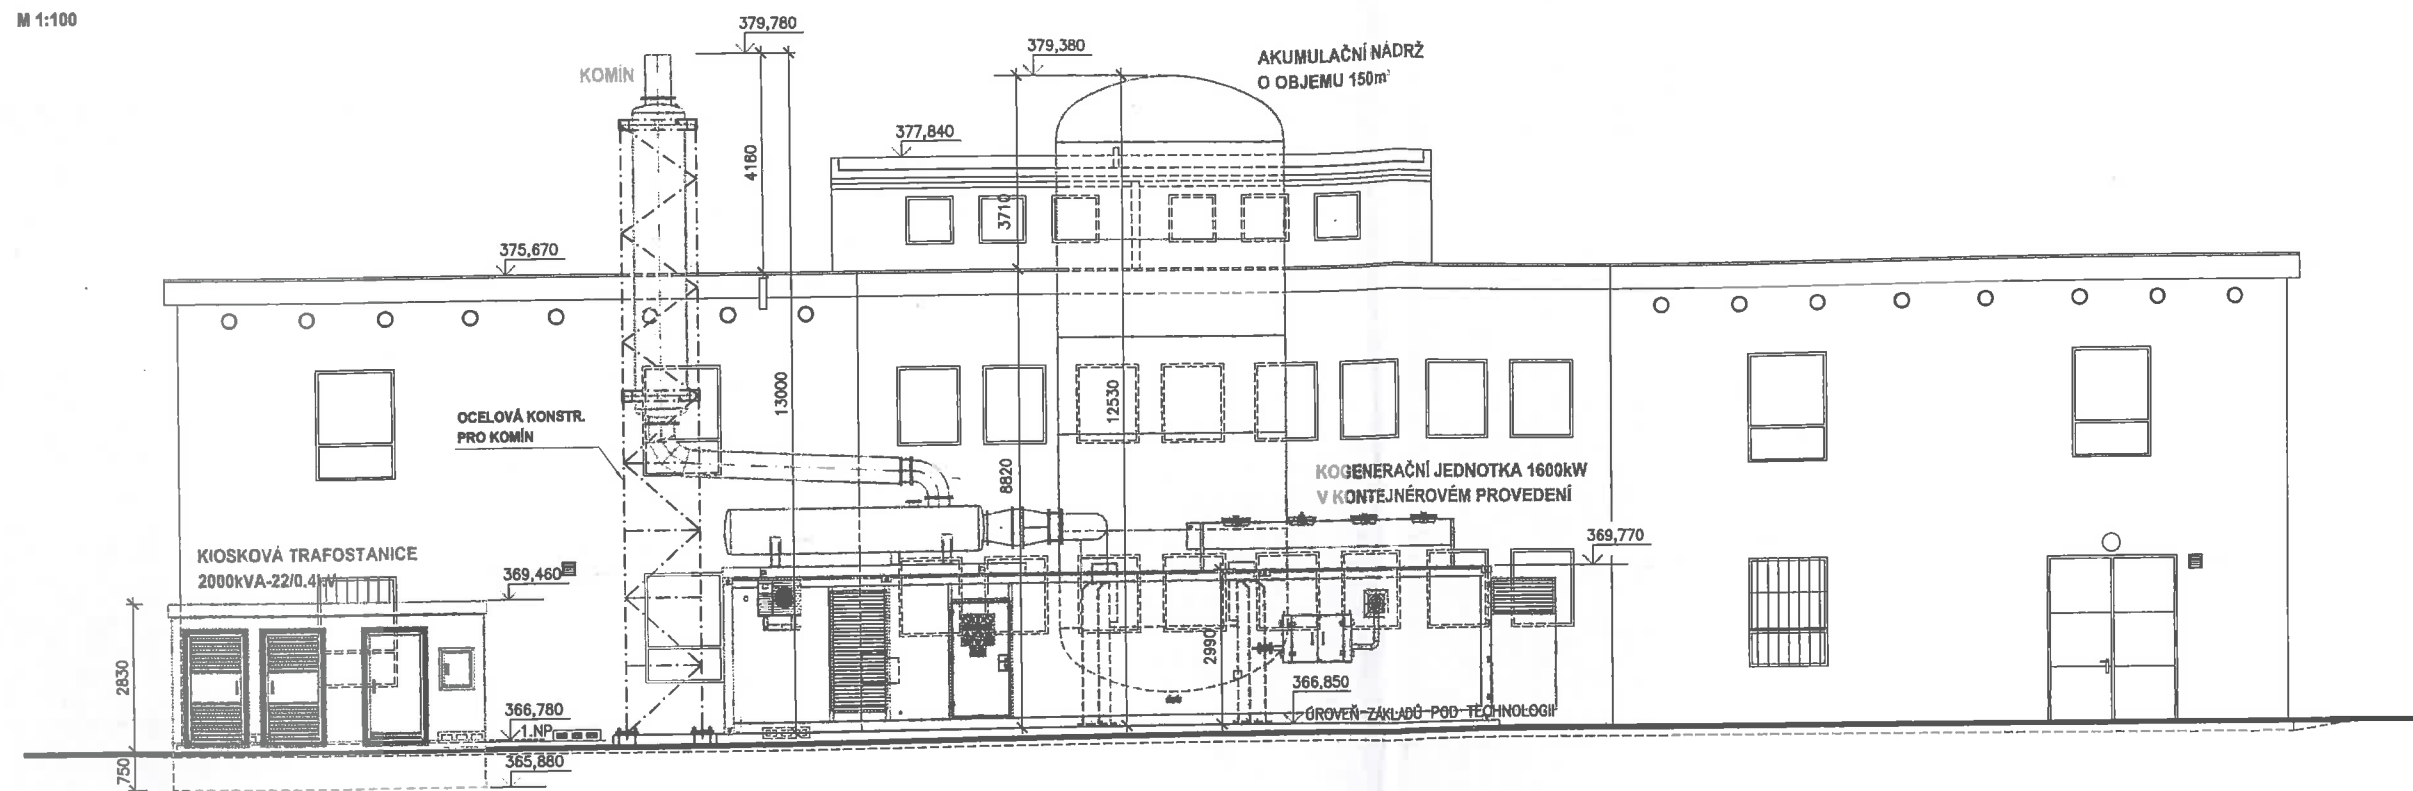 M 1:100
379,780
KOMÍN
379,380
AKUMULAČNÍ NÁDRŽ
O OBJEMU 150m³
377,840
4180
3710
375,670
13000
12530
OCELOVÁ KONSTR.
PRO KOMÍN
8820
KOGENERAČNÍ JEDNOTKA 1600kW
V KONTEJNÉROVÉM PROVEDENÍ
369,770
KIOSKOVÁ TRAFOSTANICE
2000kVA-22/0.4kV
369,460
2990
2830
366,850
ÚROVEŇ ZÁKLADŮ POD TECHNOLOGII
366,780
1.NP
750
365,880